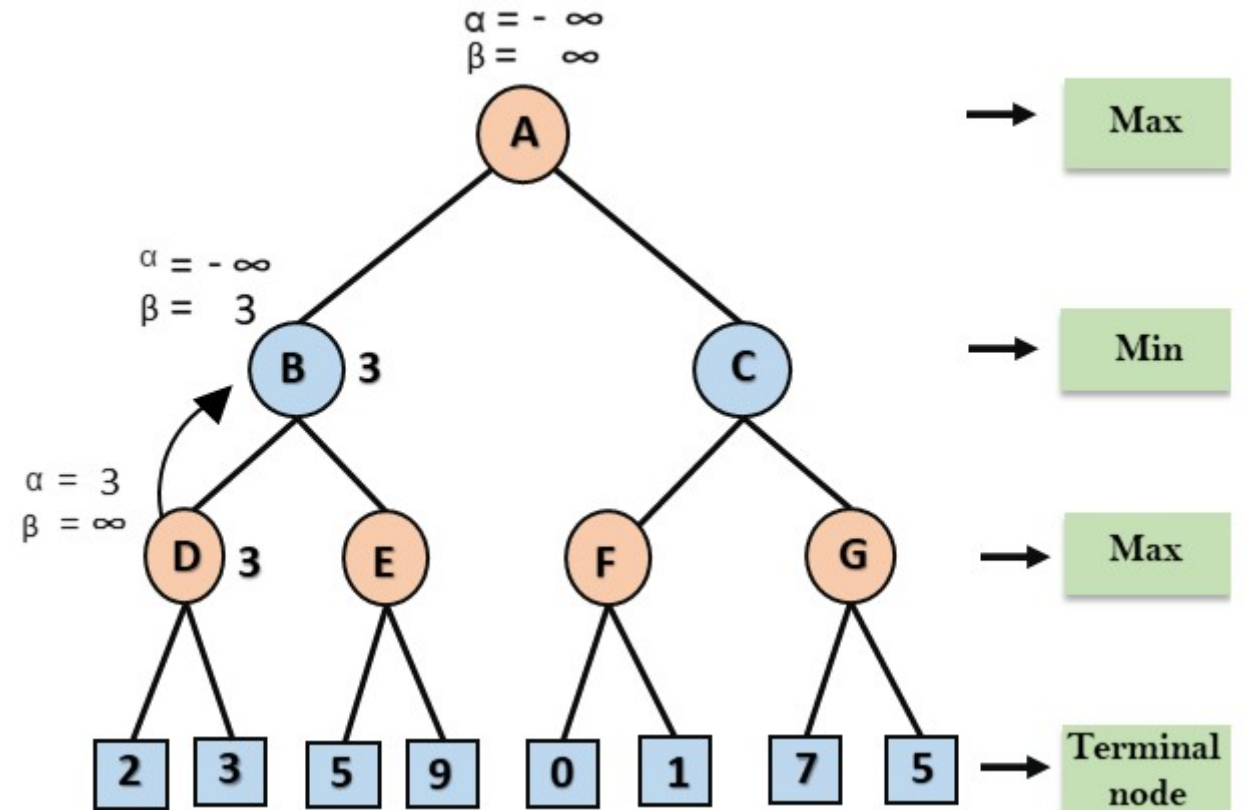 α = - ∞
β = ∞
A
Max
α = - ∞
β = 3
B 3
C
Min
α = 3
β = ∞
D 3
E
F
G
Max
2 3 5 9 0 1 7 5
Terminal
node